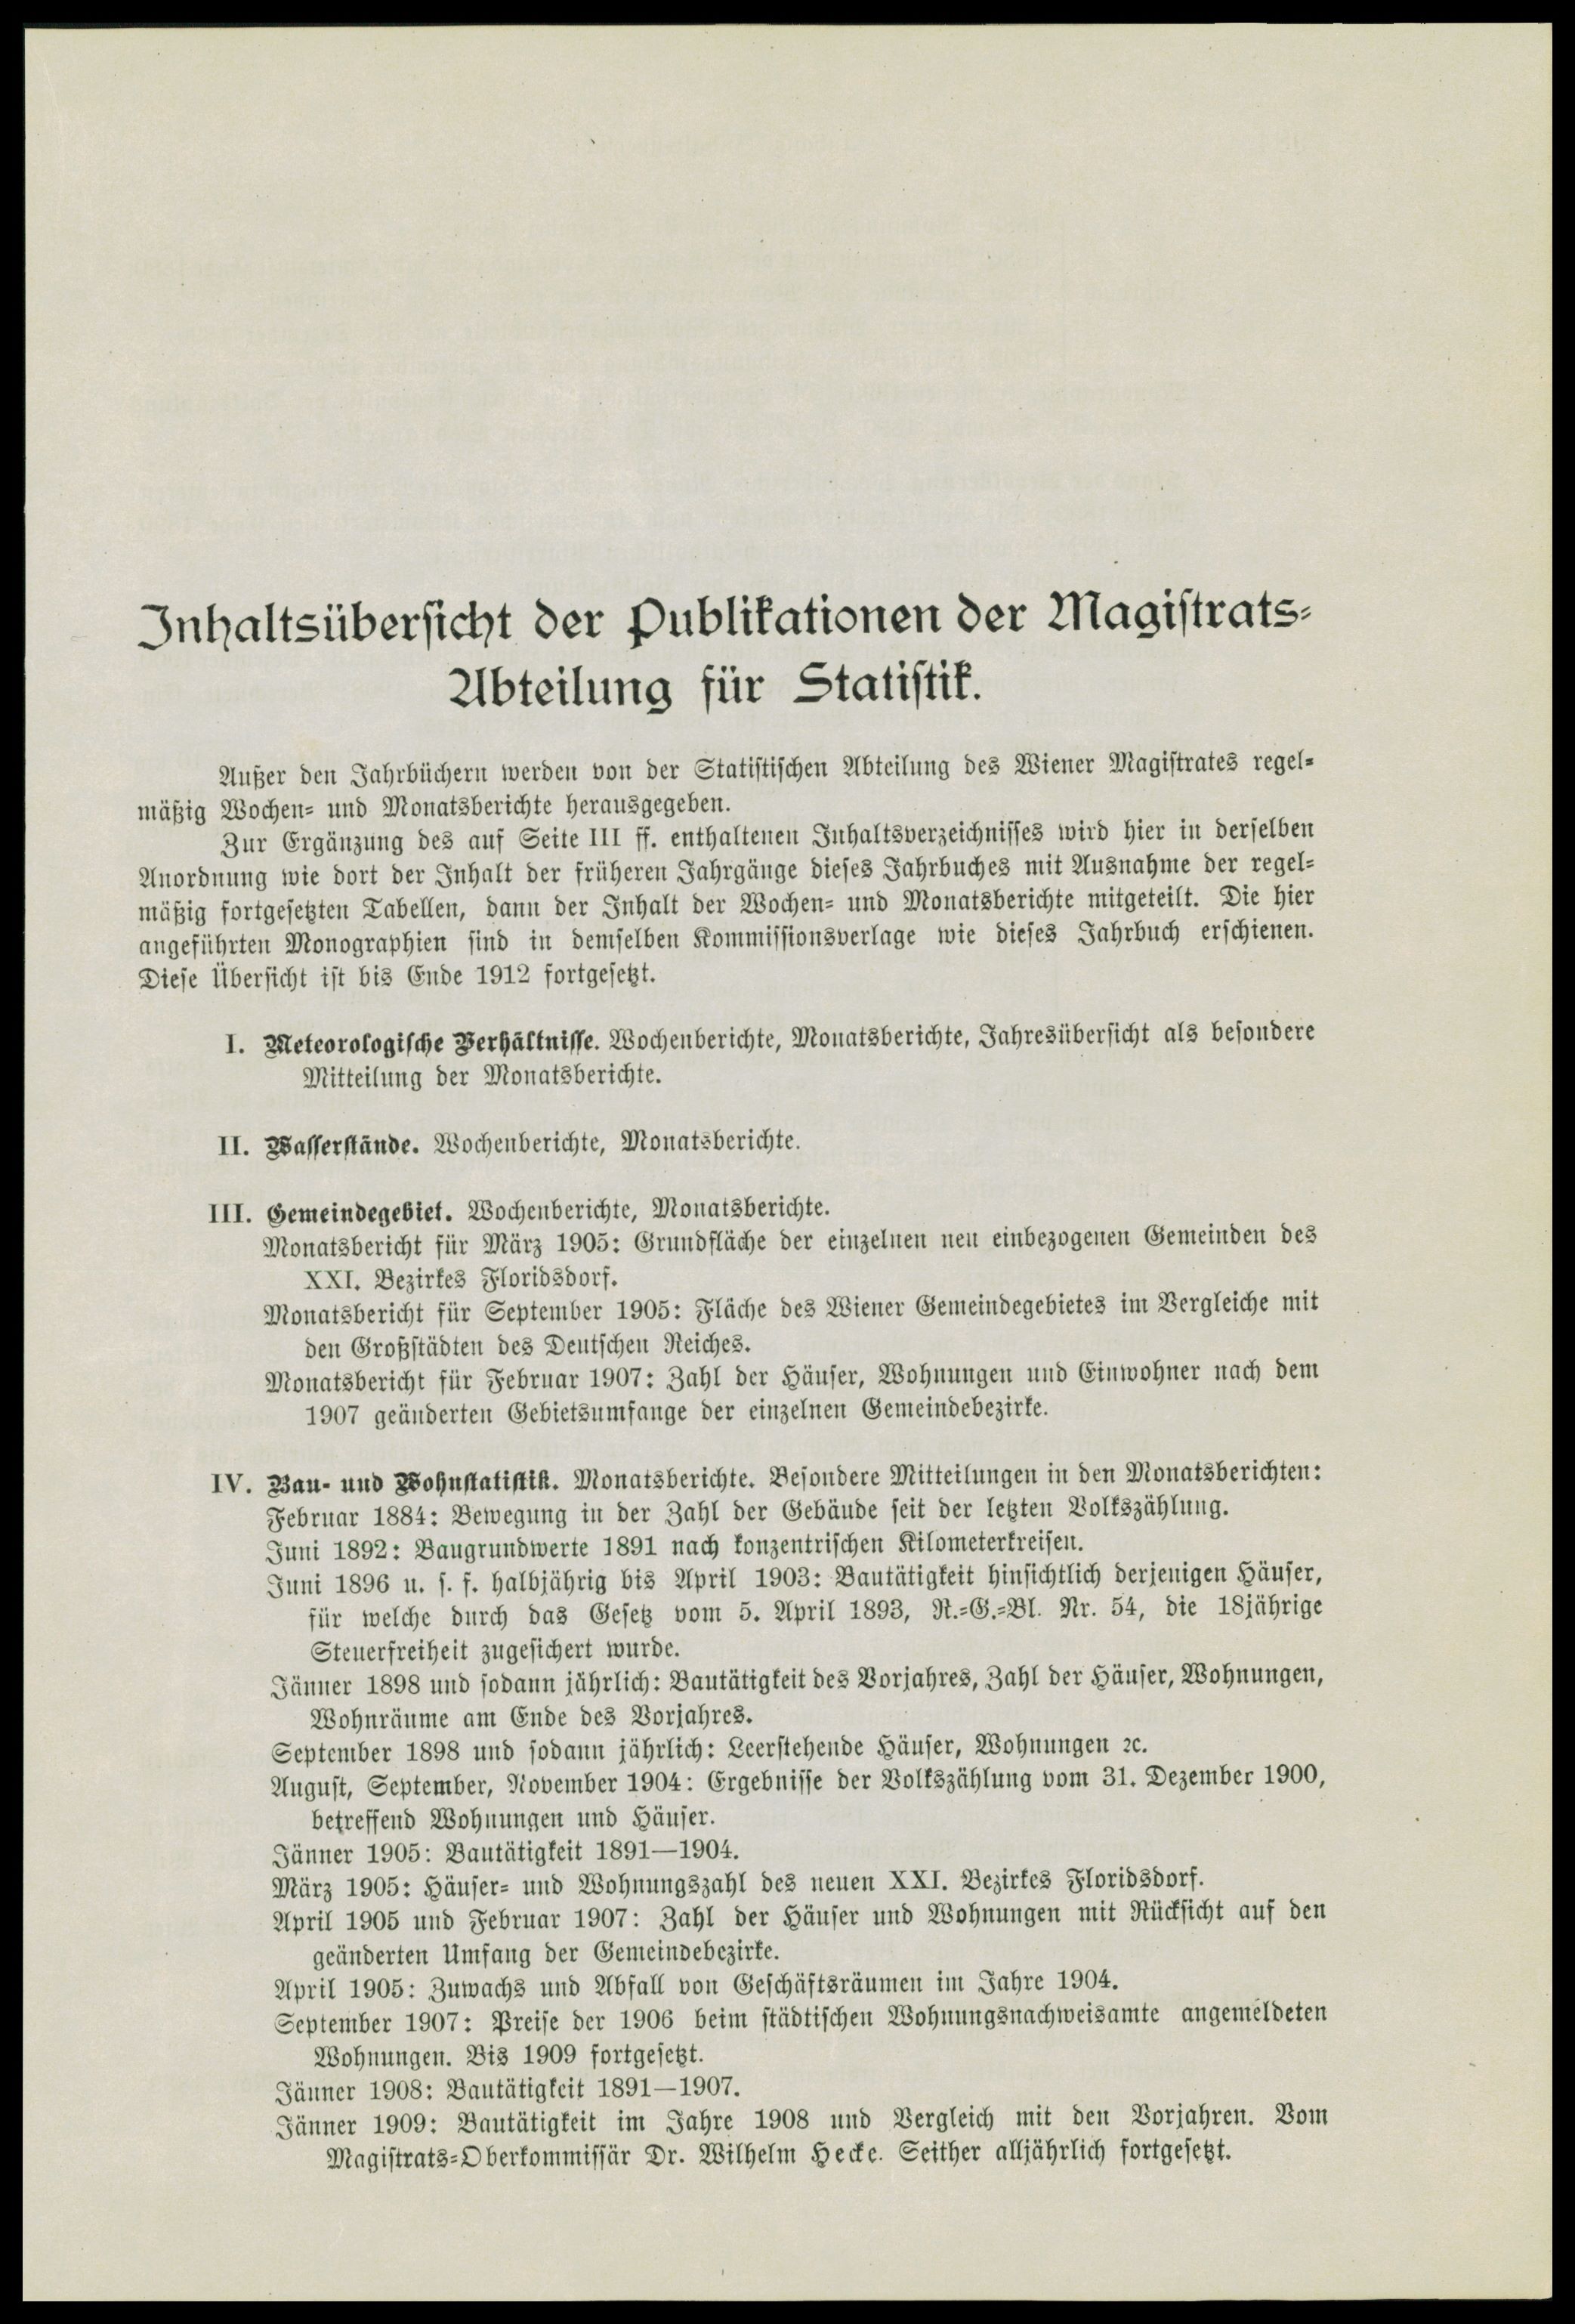 Inhaltsübersicht der Publikationen der Magistrats-
Abteilung für Statistik.
Außer den Jahrbüchern werden von der Statistischen Abteilung des Wiener Magistrates regel-
mäßig Wochen- und Monatsberichte herausgegeben.
Zur Ergänzung des auf Seite III ff. enthaltenen Inhaltsverzeichnisses wird hier in derselben
Anordnung wie dort der Inhalt der früheren Jahrgänge dieses Jahrbuches mit Ausnahme der regel-
mäßig fortgesetzten Tabellen, dann der Inhalt der Wochen- und Monatsberichte mitgeteilt. Die hier
angeführten Monographien sind in demselben Kommissionsverlage wie dieses Jahrbuch erschienen.
Diese Übersicht ist bis Ende 1912 fortgesetzt.
I. Meteorologische Verhältnisse. Wochenberichte, Monatsberichte, Jahresübersicht als besondere
Mitteilung der Monatsberichte.
II. Wasserstände. Wochenberichte, Monatsberichte.
III. Gemeindegebiet. Wochenberichte, Monatsberichte.
Monatsbericht für März 1905: Grundfläche der einzelnen neu einbezogenen Gemeinden des
XXI. Bezirkes Floridsdorf.
Monatsbericht für September 1905: Fläche des Wiener Gemeindegebietes im Vergleiche mit
den Großstädten des Deutschen Reiches.
Monatsbericht für Februar 1907: Zahl der Häuser, Wohnungen und Einwohner nach dem
1907 geänderten Gebietsumfange der einzelnen Gemeindebezirke.
IV. Bau- und Wohnstatistik. Monatsberichte. Besondere Mitteilungen in den Monatsberichten:
Februar 1884: Bewegung in der Zahl der Gebäude seit der letzten Volkszählung.
Juni 1892: Baugrundwerte 1891 nach konzentrischen Kilometerkreisen.
Juni 1896 u. s. f. halbjährig bis April 1903: Bautätigkeit hinsichtlich derjenigen Häuser,
für welche durch das Gesetz vom 5. April 1893, R.-G.-Bl. Nr. 54, die 18jährige
Steuerfreiheit zugesichert wurde.
Jänner 1898 und sodann jährlich: Bautätigkeit des Vorjahres, Zahl der Häuser, Wohnungen,
Wohnräume am Ende des Vorjahres.
September 1898 und sodann jährlich: Leerstehende Häuser, Wohnungen ꝛc.
August, September, November 1904: Ergebnisse der Volkszählung vom 31. Dezember 1900,
betreffend Wohnungen und Häuser.
Jänner 1905: Bautätigkeit 1891—1904.
März 1905: Häuser- und Wohnungszahl des neuen XXI. Bezirkes Floridsdorf.
April 1905 und Februar 1907: Zahl der Häuser und Wohnungen mit Rücksicht auf den
geänderten Umfang der Gemeindebezirke.
April 1905: Zuwachs und Abfall von Geschäftsräumen im Jahre 1904.
September 1907: Preise der 1906 beim städtischen Wohnungsnachweisamte angemeldeten
Wohnungen. Bis 1909 fortgesetzt.
Jänner 1908: Bautätigkeit 1891—1907.
Jänner 1909: Bautätigkeit im Jahre 1908 und Vergleich mit den Vorjahren. Vom
Magistrats-Oberkommissär Dr. Wilhelm Hecke. Seither alljährlich fortgesetzt.